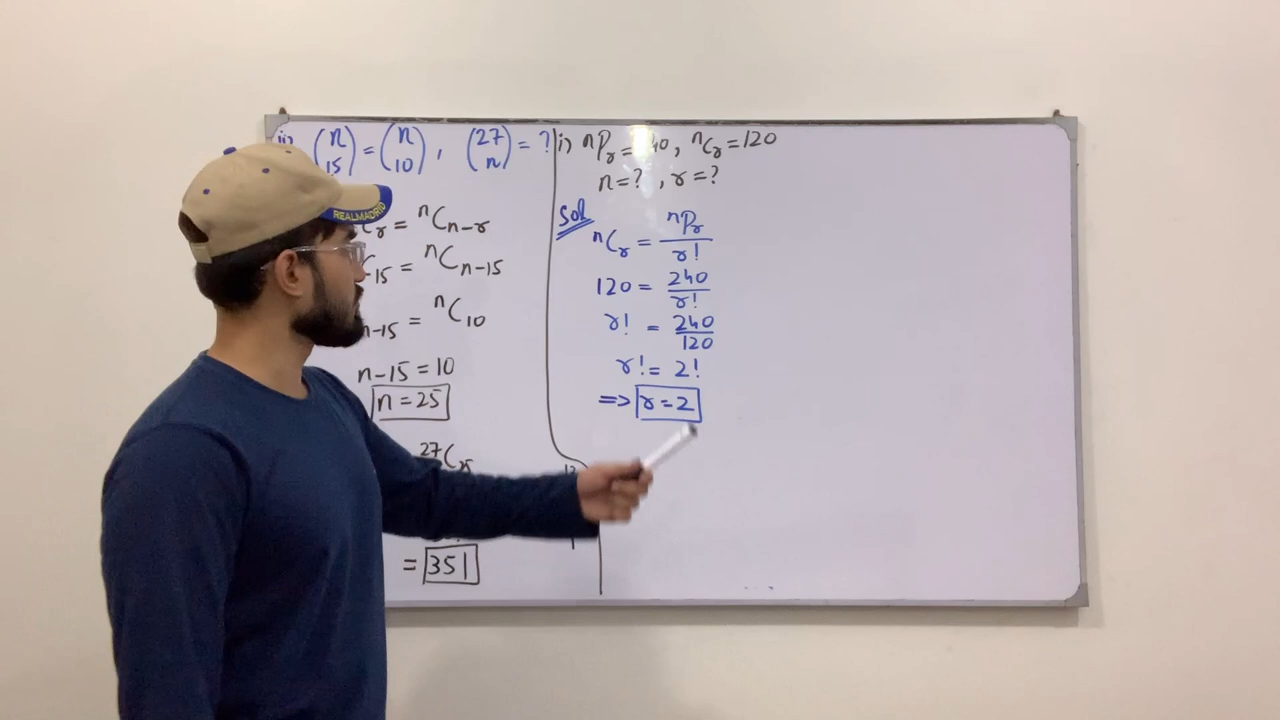 ii) (n 15) = (n 10), (27 n) = ?
Cᵣ = ⁿCₙ₋ᵣ
C₁₅ = ⁿCₙ₋₁₅
n-15 = ⁿC₁₀
n-15 = 10
n = 25
²⁷C₂₅
= 351
i) ⁿPᵣ = 240, ⁿCᵣ = 120
n = ?, r = ?
Sol
ⁿCᵣ = ⁿPᵣ / r!
120 = 240 / r!
r! = 240 / 120
r! = 2!
=> r = 2
REALMADRID